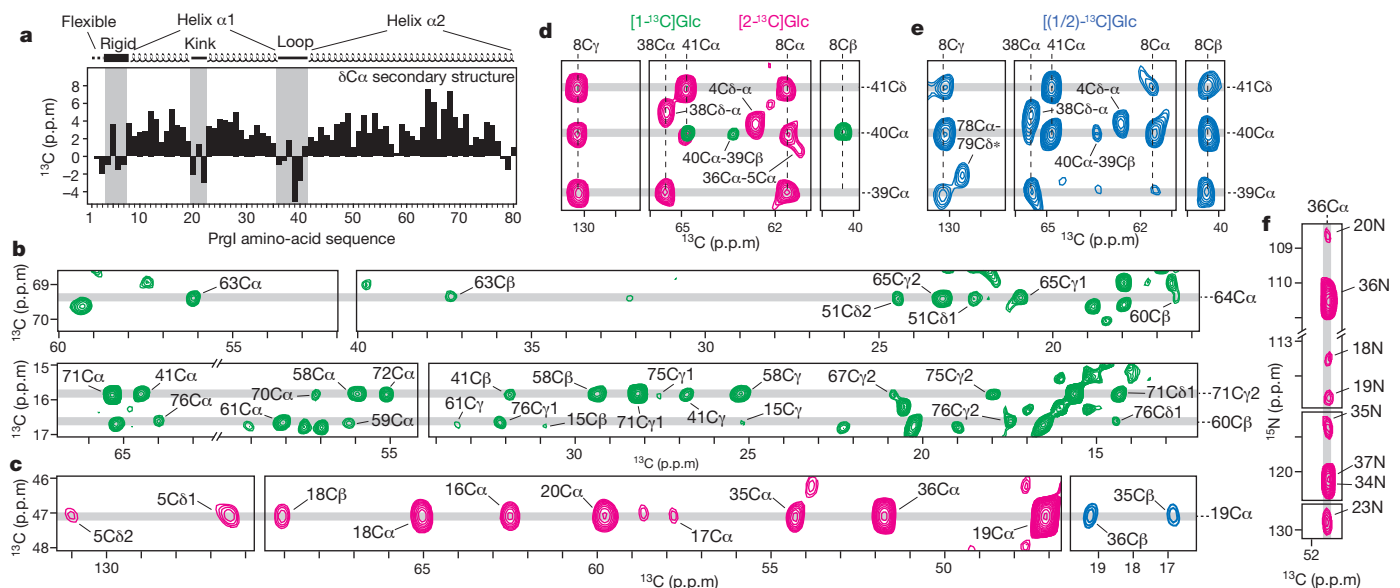 a
Flexible
Rigid
Helix α1
Kink
Loop
Helix α2
δCα secondary structure
¹³C (p.p.m)
8
6
4
2
0
−2
−4
1 10 20 30 40 50 60 70 80
PrgI amino-acid sequence
d
[1-¹³C]Glc [2-¹³C]Glc
8Cγ 38Cα 41Cα 8Cα 8Cβ
41Cδ
4Cδ-α
38Cδ-α
40Cα
40Cα-39Cβ
36Cα-5Cα
39Cα
130 65 62 40
¹³C (p.p.m)
e
[(1/2)-¹³C]Glc
8Cγ 38Cα 41Cα 8Cα 8Cβ
41Cδ
4Cδ-α
38Cδ-α
78Cα-
79Cδ*
40Cα
40Cα-39Cβ
39Cα
130 65 62 40
¹³C (p.p.m)
f
36Cα
20N
109
110
36N
113
18N
19N
35N
120
37N
34N
23N
130
¹⁵N (p.p.m)
52
¹³C (p.p.m)
b
¹³C (p.p.m)
69
70
63Cα
63Cβ
65Cγ2
65Cγ1
51Cδ2
51Cδ1
60Cβ
64Cα
60 55 40 35 30 25 20
¹³C (p.p.m)
15
16
17
71Cα
41Cα
76Cα
70Cα
61Cα
58Cα
72Cα
59Cα
41Cβ
58Cβ
75Cγ1
58Cγ
67Cγ2
75Cγ2
71Cδ1
71Cγ2
61Cγ
76Cγ1
15Cβ
71Cγ1
41Cγ
15Cγ
76Cγ2
76Cδ1
60Cβ
65 55 30 25 20 15
¹³C (p.p.m)
c
¹³C (p.p.m)
46
47
48
5Cδ1
5Cδ2
18Cβ
18Cα
16Cα
20Cα
17Cα
35Cα
36Cα
19Cα
36Cβ
35Cβ
19Cα
130 65 60 55 50 19 18 17
¹³C (p.p.m)